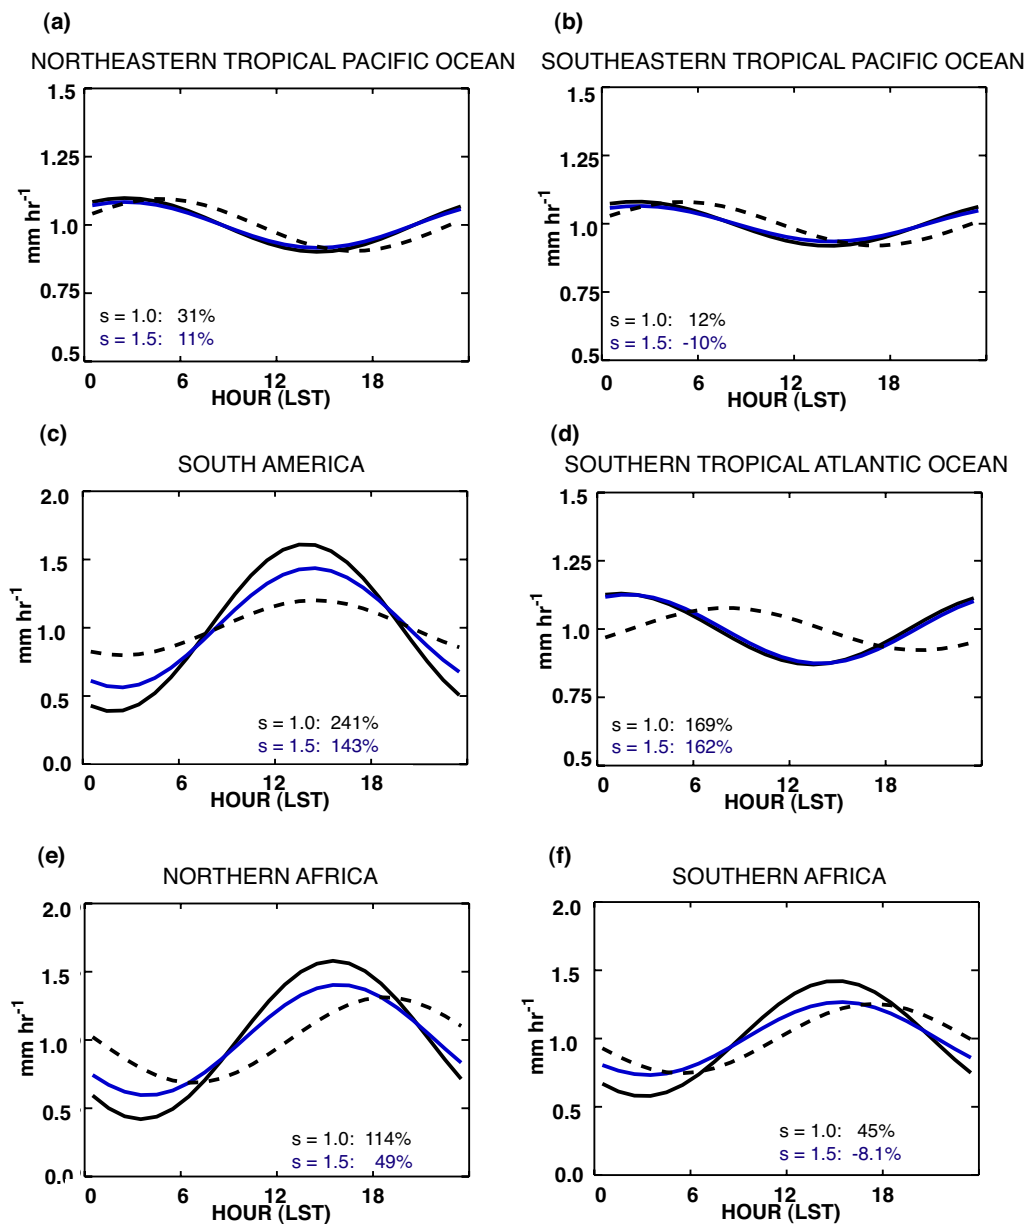 (a)
NORTHEASTERN TROPICAL PACIFIC OCEAN
1.5
1.25
1.0
0.75
0.5
mm hr-1
s = 1.0: 31%
s = 1.5: 11%
0 6 12 18
HOUR (LST)
(b)
SOUTHEASTERN TROPICAL PACIFIC OCEAN
1.5
1.25
1.0
0.75
0.5
mm hr-1
s = 1.0: 12%
s = 1.5: -10%
0 6 12 18
HOUR (LST)
(c)
SOUTH AMERICA
2.0
1.5
1.0
0.5
0.0
mm hr-1
s = 1.0: 241%
s = 1.5: 143%
0 6 12 18
HOUR (LST)
(d)
SOUTHERN TROPICAL ATLANTIC OCEAN
1.5
1.25
1.0
0.75
0.5
mm hr-1
s = 1.0: 169%
s = 1.5: 162%
0 6 12 18
HOUR (LST)
(e)
NORTHERN AFRICA
2.0
1.5
1.0
0.5
0.0
mm hr-1
s = 1.0: 114%
s = 1.5: 49%
0 6 12 18
HOUR (LST)
(f)
SOUTHERN AFRICA
2.0
1.5
1.0
0.5
0.0
mm hr-1
s = 1.0: 45%
s = 1.5: -8.1%
0 6 12 18
HOUR (LST)